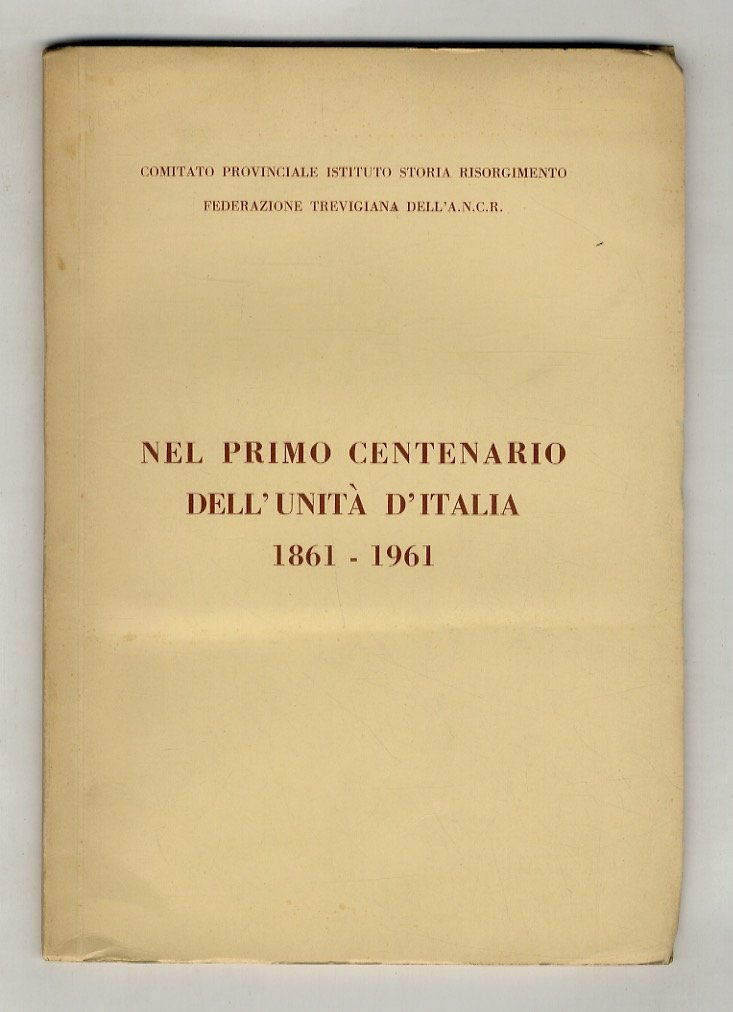 COMITATO PROVINCIALE ISTITUTO STORIA RISORGIMENTO
FEDERAZIONE TREVIGIANA DELL'A.N.C.R.
NEL PRIMO CENTENARIO
DELL'UNITÀ D'ITALIA
1861 - 1961